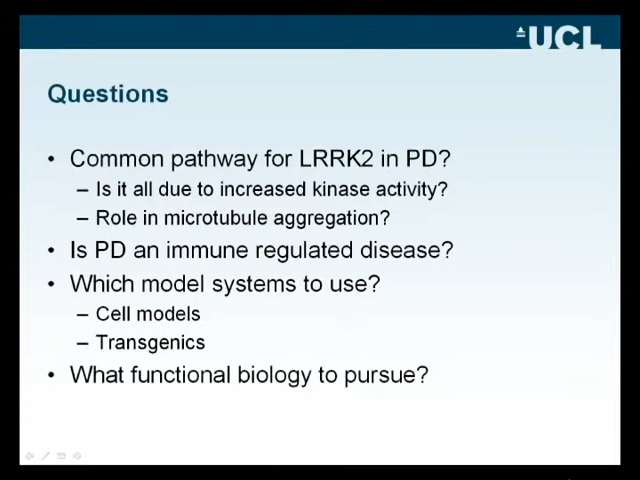 UCL
Questions
• Common pathway for LRRK2 in PD?
– Is it all due to increased kinase activity?
– Role in microtubule aggregation?
• Is PD an immune regulated disease?
• Which model systems to use?
– Cell models
– Transgenics
• What functional biology to pursue?